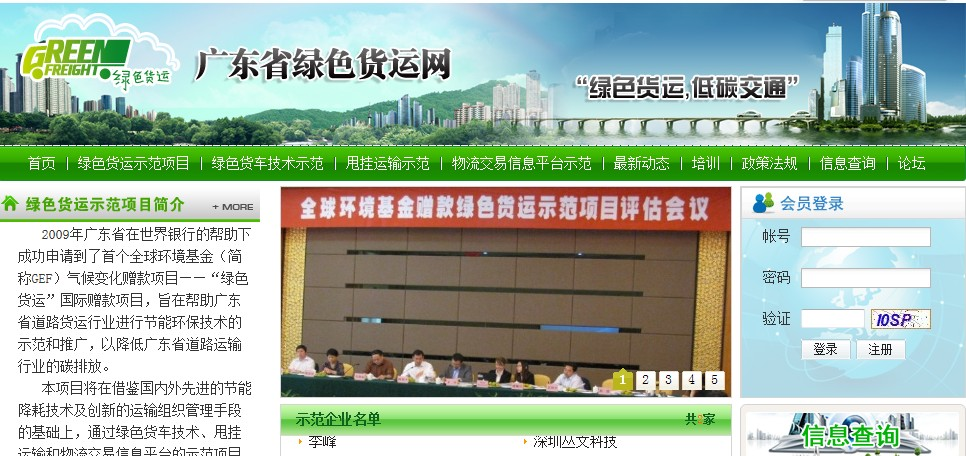 GREEN
FREIGHT
绿色货运
广东省绿色货运网
“绿色货运,低碳交通”
首页 | 绿色货运示范项目 | 绿色货车技术示范 | 甩挂运输示范 | 物流交易信息平台示范 | 最新动态 | 培训 | 政策法规 | 信息查询 | 论坛
绿色货运示范项目简介 + MORE
2009年广东省在世界银行的帮助下
成功申请到了首个全球环境基金（简
称GEF）气候变化赠款项目——“绿色
货运”国际赠款项目，旨在帮助广东
省道路货运行业进行节能环保技术的
示范和推广，以降低广东省道路运输
行业的碳排放。
本项目将在借鉴国内外先进的节能
降耗技术及创新的运输组织管理手段
的基础上，通过绿色货车技术、甩挂
运输和物流交易信息平台的示范项目
全球环境基金赠款绿色货运示范项目评估会议
1 2 3 4 5
示范企业名单 共 家
李峰 深圳丛文科技
会员登录
帐号
密码
验证 IOSP
登录 注册
信息查询